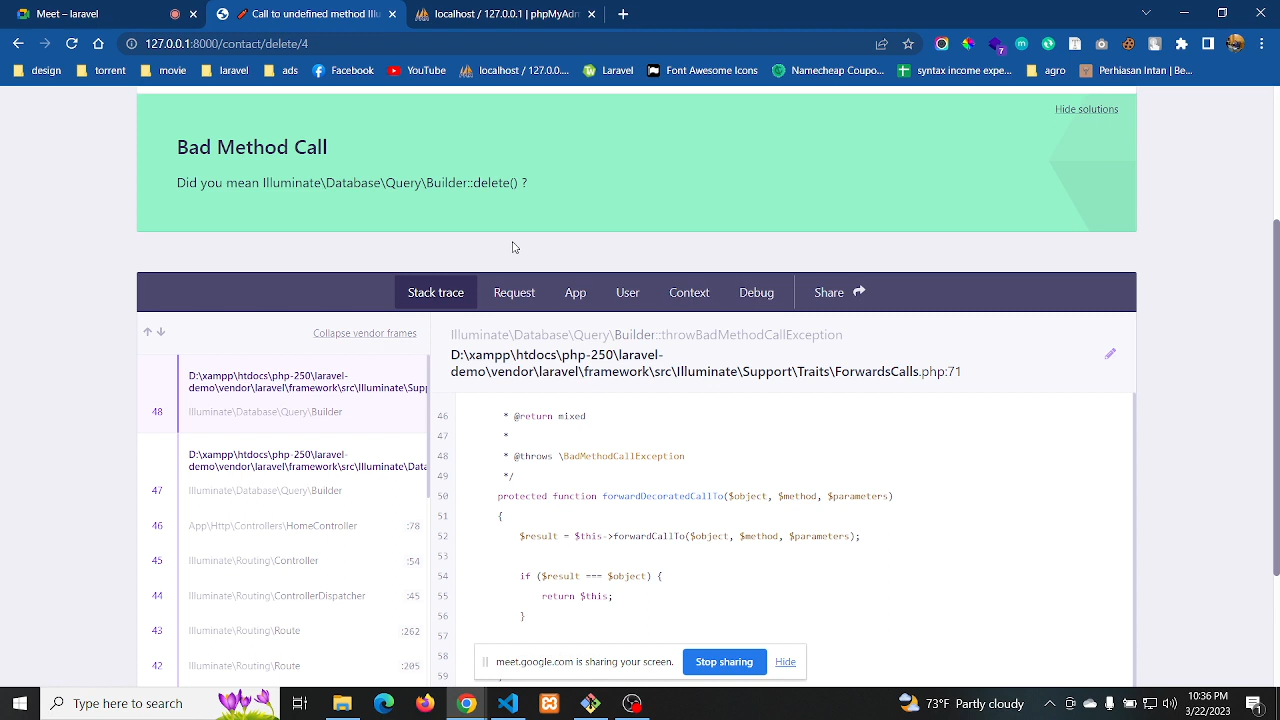 Meet
Laravel - The full tut
localhost / 127.0.0.1 | phpMyAdm
127.0.0.1:8000/contact/delete/4
7
design
torrent
movi
laravel
ads
Facebook
YouTube
localhost / 127.0.0...
Laravel
Font Awesome Icons
Namecheap Coupo...
syntax income expe...
agro
Perhiasan Intan | Be...
Hide solutions
Bad Method Call
Did you mean Illuminate\Database\Query\Builder::delete() ?
Stack trace
Request
App
User
Context
Debug
Share
Collapse vendor frames
D:\xampp\htdocs\php-250\laravel-
demo\vendor\laravel\framework\src\Illuminate\Supp
48 Illuminate\Database\Query\Builder
D:\xampp\htdocs\php-250\laravel-
demo\vendor\laravel\framework\src\Illuminate\Data
47 Illuminate\Database\Query\Builder
46 App\Http\Controllers\HomeController :78
45 Illuminate\Routing\Controller :54
44 Illuminate\Routing\ControllerDispatcher :45
43 Illuminate\Routing\Route :262
42 Illuminate\Routing\Route :205
Illuminate\Database\Query\Builder::throwBadMethodCallException
D:\xampp\htdocs\php-250\laravel-
demo\vendor\laravel\framework\src\Illuminate\Support\Traits\ForwardsCalls.php:71
46 * @return mixed
47 *
48 * @throws \BadMethodCallException
49 */
50 protected function forwardDecoratedCallTo($object, $method, $parameters)
51 {
52 $result = $this->forwardCallTo($object, $method, $parameters);
53
54 if ($result === $object) {
55 return $this;
56 }
57
58
59
meet.google.com is sharing your screen.
Stop sharing
Hide
Type here to search
73°F Partly cloudy
10:36 PM
3/22/2023